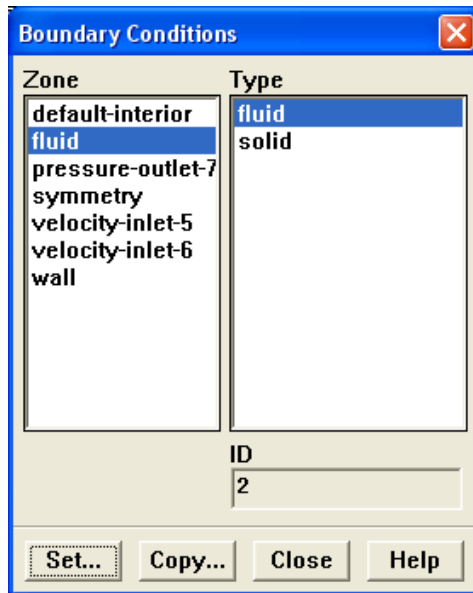 Boundary Conditions
Zone
default-interior
fluid
pressure-outlet-7
symmetry
velocity-inlet-5
velocity-inlet-6
wall
Type
fluid
solid
ID
2
Set... Copy... Close Help